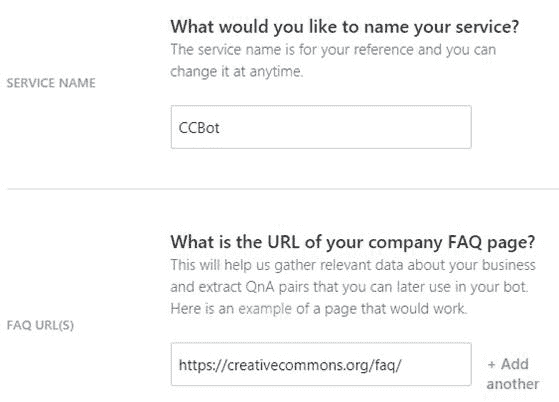 What would you like to name your service?
The service name is for your reference and you can
change it at anytime.
SERVICE NAME
CCBot
What is the URL of your company FAQ page?
This will help us gather relevant data about your business
and extract QnA pairs that you can later use in your bot.
Here is an example of a page that would work.
FAQ URL(S)
https://creativecommons.org/faq/
+ Add
another